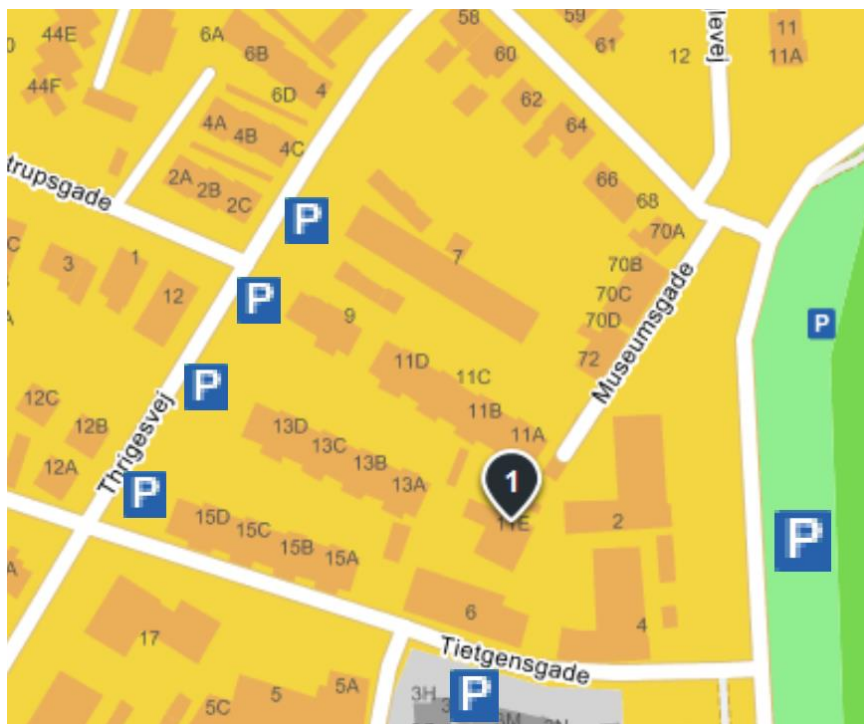 44E
44F
6A
6B
6D
4
4A
4B
4C
2A
2B
2C
58
59
60
61
62
64
66
68
70A
70B
70C
70D
72
12
11
11A
levej
trupsgade
3
1
12
7
9
11D
11C
11B
11A
12C
12B
12A
13D
13C
13B
13A
15D
15C
15B
15A
Thrigesvej
Museumsgade
Tietgensgade
P
P
P
P
P
P
P
1
11E
2
4
6
17
5
5A
5C
3H